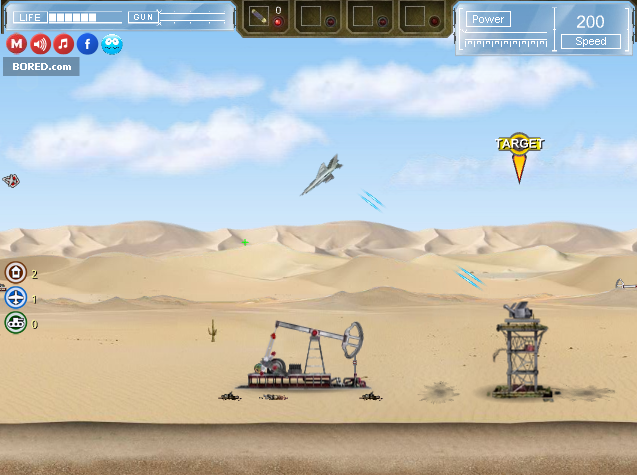 LIFE
GUN
0
Power
200
Speed
M
f
BORED.com
TARGET
2
1
0